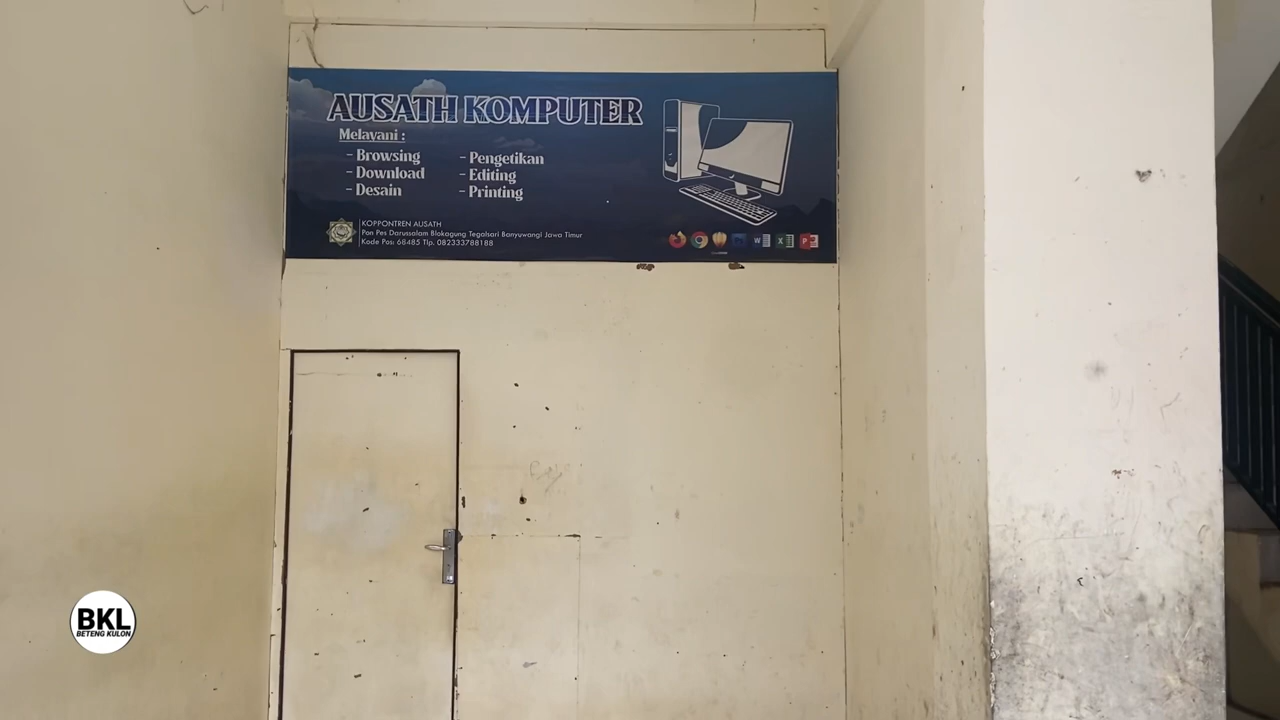 AUSATH KOMPUTER
Melayani :
- Browsing
- Download
- Desain
- Pengetikan
- Editing
- Printing
KOPPONTREN AUSATH
Pon Pes Darusalam Blokagung Tegalsari Banyuwangi Jawa Timur
Kode Pos: 68485 Tlp. 082333788188
BKL
BETENG KULON